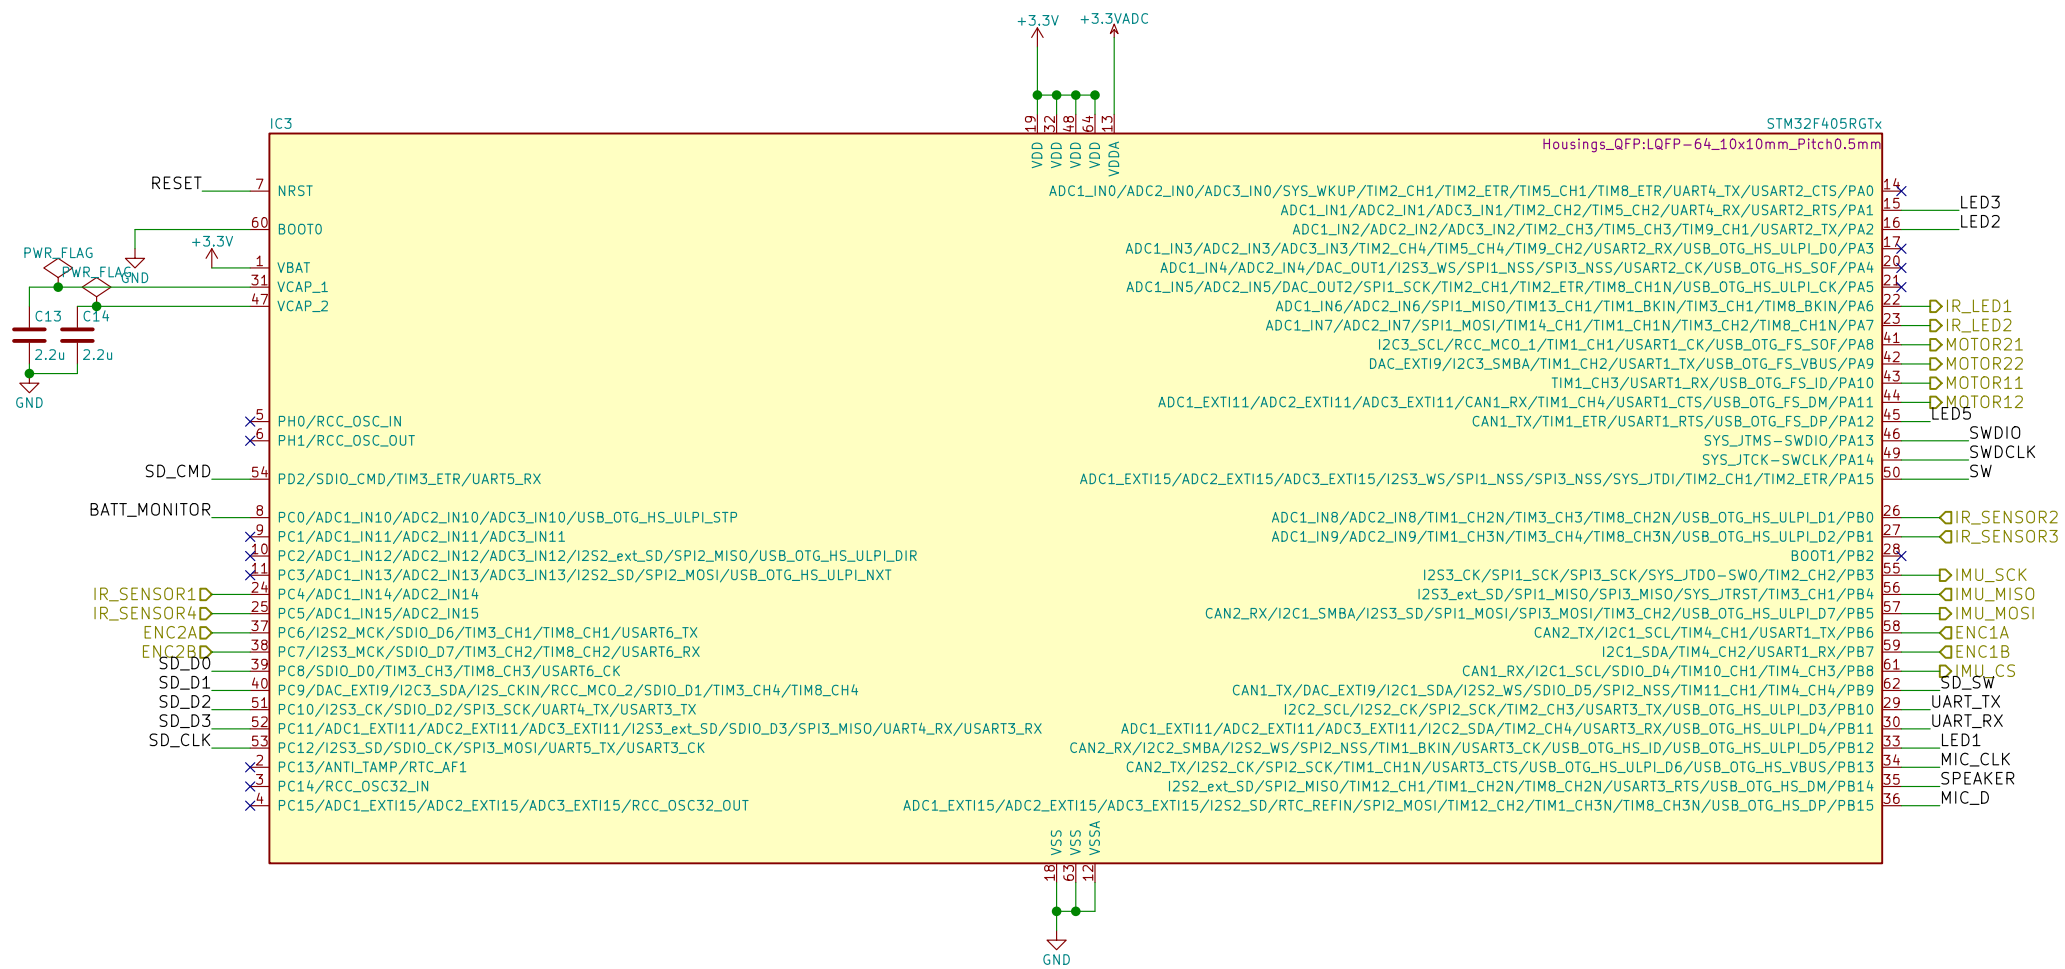 +3.3V
+3.3VADC
IC3
STM32F405RGTx
Housings_QFP:LQFP-64_10x10mm_Pitch0.5mm
19
32
48
64
13
VDD
VDD
VDD
VDD
VDDA
RESET
7 NRST
60 BOOT0
GND
+3.3V
1 VBAT
PWR_FLAG
31 VCAP_1
PWR_FLAG
47 VCAP_2
C13
2.2u
C14
2.2u
GND
5 PH0/RCC_OSC_IN
6 PH1/RCC_OSC_OUT
SD_CMD 54 PD2/SDIO_CMD/TIM3_ETR/UART5_RX
BATT_MONITOR 8 PC0/ADC1_IN10/ADC2_IN10/ADC3_IN10/USB_OTG_HS_ULPI_STP
9 PC1/ADC1_IN11/ADC2_IN11/ADC3_IN11
10 PC2/ADC1_IN12/ADC2_IN12/ADC3_IN12/I2S2_ext_SD/SPI2_MISO/USB_OTG_HS_ULPI_DIR
11 PC3/ADC1_IN13/ADC2_IN13/ADC3_IN13/I2S2_SD/SPI2_MOSI/USB_OTG_HS_ULPI_NXT
IR_SENSOR1 24 PC4/ADC1_IN14/ADC2_IN14
IR_SENSOR4 25 PC5/ADC1_IN15/ADC2_IN15
ENC2A 37 PC6/I2S2_MCK/SDIO_D6/TIM3_CH1/TIM8_CH1/USART6_TX
ENC2B 38 PC7/I2S3_MCK/SDIO_D7/TIM3_CH2/TIM8_CH2/USART6_RX
SD_D0 39 PC8/SDIO_D0/TIM3_CH3/TIM8_CH3/USART6_CK
SD_D1 40 PC9/DAC_EXTI9/I2C3_SDA/I2S_CKIN/RCC_MCO_2/SDIO_D1/TIM3_CH4/TIM8_CH4
SD_D2 51 PC10/I2S3_CK/SDIO_D2/SPI3_SCK/UART4_TX/USART3_TX
SD_D3 52 PC11/ADC1_EXTI11/ADC2_EXTI11/ADC3_EXTI11/I2S3_ext_SD/SDIO_D3/SPI3_MISO/UART4_RX/USART3_RX
SD_CLK 53 PC12/I2S3_SD/SDIO_CK/SPI3_MOSI/UART5_TX/USART3_CK
2 PC13/ANTI_TAMP/RTC_AF1
3 PC14/RCC_OSC32_IN
4 PC15/ADC1_EXTI15/ADC2_EXTI15/ADC3_EXTI15/RCC_OSC32_OUT
ADC1_IN0/ADC2_IN0/ADC3_IN0/SYS_WKUP/TIM2_CH1/TIM2_ETR/TIM5_CH1/TIM8_ETR/UART4_TX/USART2_CTS/PA0 14
ADC1_IN1/ADC2_IN1/ADC3_IN1/TIM2_CH2/TIM5_CH2/UART4_RX/USART2_RTS/PA1 15 LED3
ADC1_IN2/ADC2_IN2/ADC3_IN2/TIM2_CH3/TIM5_CH3/TIM9_CH1/USART2_TX/PA2 16 LED2
ADC1_IN3/ADC2_IN3/ADC3_IN3/TIM2_CH4/TIM5_CH4/TIM9_CH2/USART2_RX/USB_OTG_HS_ULPI_D0/PA3 17
ADC1_IN4/ADC2_IN4/DAC_OUT1/I2S3_WS/SPI1_NSS/SPI3_NSS/USART2_CK/USB_OTG_HS_SOF/PA4 20
ADC1_IN5/ADC2_IN5/DAC_OUT2/SPI1_SCK/TIM2_CH1/TIM2_ETR/TIM8_CH1N/USB_OTG_HS_ULPI_CK/PA5 21
ADC1_IN6/ADC2_IN6/SPI1_MISO/TIM13_CH1/TIM1_BKIN/TIM3_CH1/TIM8_BKIN/PA6 22 IR_LED1
ADC1_IN7/ADC2_IN7/SPI1_MOSI/TIM14_CH1/TIM1_CH1N/TIM3_CH2/TIM8_CH1N/PA7 23 IR_LED2
I2C3_SCL/RCC_MCO_1/TIM1_CH1/USART1_CK/USB_OTG_FS_SOF/PA8 41 MOTOR21
DAC_EXTI9/I2C3_SMBA/TIM1_CH2/USART1_TX/USB_OTG_FS_VBUS/PA9 42 MOTOR22
TIM1_CH3/USART1_RX/USB_OTG_FS_ID/PA10 43 MOTOR11
ADC1_EXTI11/ADC2_EXTI11/ADC3_EXTI11/CAN1_RX/TIM1_CH4/USART1_CTS/USB_OTG_FS_DM/PA11 44 MOTOR12
CAN1_TX/TIM1_ETR/USART1_RTS/USB_OTG_FS_DP/PA12 45 LED5
SYS_JTMS-SWDIO/PA13 46 SWDIO
SYS_JTCK-SWCLK/PA14 49 SWDCLK
ADC1_EXTI15/ADC2_EXTI15/ADC3_EXTI15/I2S3_WS/SPI1_NSS/SPI3_NSS/SYS_JTDI/TIM2_CH1/TIM2_ETR/PA15 50 SW
ADC1_IN8/ADC2_IN8/TIM1_CH2N/TIM3_CH3/TIM8_CH2N/USB_OTG_HS_ULPI_D1/PB0 26 IR_SENSOR2
ADC1_IN9/ADC2_IN9/TIM1_CH3N/TIM3_CH4/TIM8_CH3N/USB_OTG_HS_ULPI_D2/PB1 27 IR_SENSOR3
BOOT1/PB2 28
I2S3_CK/SPI1_SCK/SPI3_SCK/SYS_JTDO-SWO/TIM2_CH2/PB3 55 IMU_SCK
I2S3_ext_SD/SPI1_MISO/SPI3_MISO/SYS_JTRST/TIM3_CH1/PB4 56 IMU_MISO
CAN2_RX/I2C1_SMBA/I2S3_SD/SPI1_MOSI/SPI3_MOSI/TIM3_CH2/USB_OTG_HS_ULPI_D7/PB5 57 IMU_MOSI
CAN2_TX/I2C1_SCL/TIM4_CH1/USART1_TX/PB6 58 ENC1A
I2C1_SDA/TIM4_CH2/USART1_RX/PB7 59 ENC1B
CAN1_RX/I2C1_SCL/SDIO_D4/TIM10_CH1/TIM4_CH3/PB8 61 IMU_CS
CAN1_TX/DAC_EXTI9/I2C1_SDA/I2S2_WS/SDIO_D5/SPI2_NSS/TIM11_CH1/TIM4_CH4/PB9 62 SD_SW
I2C2_SCL/I2S2_CK/SPI2_SCK/TIM2_CH3/USART3_TX/USB_OTG_HS_ULPI_D3/PB10 29 UART_TX
ADC1_EXTI11/ADC2_EXTI11/ADC3_EXTI11/I2C2_SDA/TIM2_CH4/USART3_RX/USB_OTG_HS_ULPI_D4/PB11 30 UART_RX
CAN2_RX/I2C2_SMBA/I2S2_WS/SPI2_NSS/TIM1_BKIN/USART3_CK/USB_OTG_HS_ID/USB_OTG_HS_ULPI_D5/PB12 33 LED1
CAN2_TX/I2S2_CK/SPI2_SCK/TIM1_CH1N/USART3_CTS/USB_OTG_HS_ULPI_D6/USB_OTG_HS_VBUS/PB13 34 MIC_CLK
I2S2_ext_SD/SPI2_MISO/TIM12_CH1/TIM1_CH2N/TIM8_CH2N/USART3_RTS/USB_OTG_HS_DM/PB14 35 SPEAKER
ADC1_EXTI15/ADC2_EXTI15/ADC3_EXTI15/I2S2_SD/RTC_REFIN/SPI2_MOSI/TIM12_CH2/TIM1_CH3N/TIM8_CH3N/USB_OTG_HS_DP/PB15 36 MIC_D
VSS
VSS
VSSA
18
63
12
GND